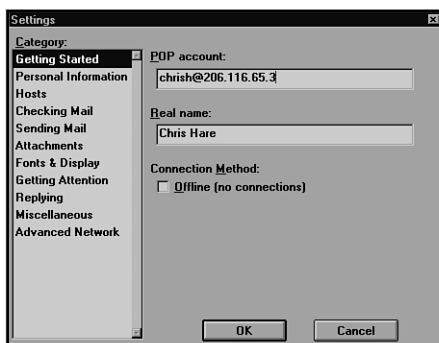 Settings
Category:
Getting Started
Personal Information
Hosts
Checking Mail
Sending Mail
Attachments
Fonts & Display
Getting Attention
Replying
Miscellaneous
Advanced Network
POP account:
chrish@206.116.65.3
Real name:
Chris Hare
Connection Method:
Offline (no connections)
OK
Cancel